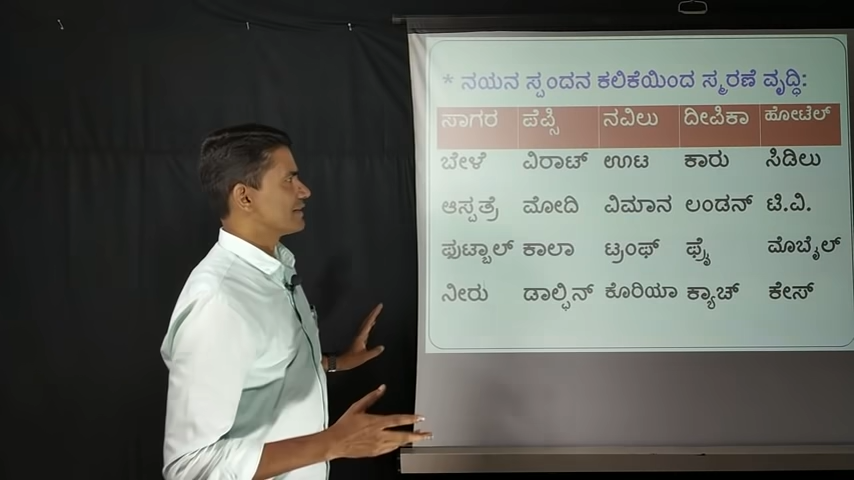 * ನಯನ ಸ್ಪಂದನ ಕಲಿಕೆಯಿಂದ ಸ್ಮರಣೆ ವೃದ್ಧಿ:
ಸಾಗರ ಪೆಪ್ಸಿ ನವಿಲು ದೀಪಿಕಾ ಹೋಟೆಲ್
ಬೇಳೆ ವಿರಾಟ್ ಊಟ ಕಾರು ಸಿಡಿಲು
ಆಸ್ಪತ್ರೆ ಮೋದಿ ವಿಮಾನ ಲಂಡನ್ ಟಿ.ವಿ.
ಫುಟ್ಬಾಲ್ ಕಾಲಾ ಟ್ರಂಫ್ ಫ್ರೈ ಮೊಬೈಲ್
ನೀರು ಡಾಲ್ಫಿನ್ ಕೊರಿಯಾ ಕ್ಯಾಚ್ ಕೇಸ್